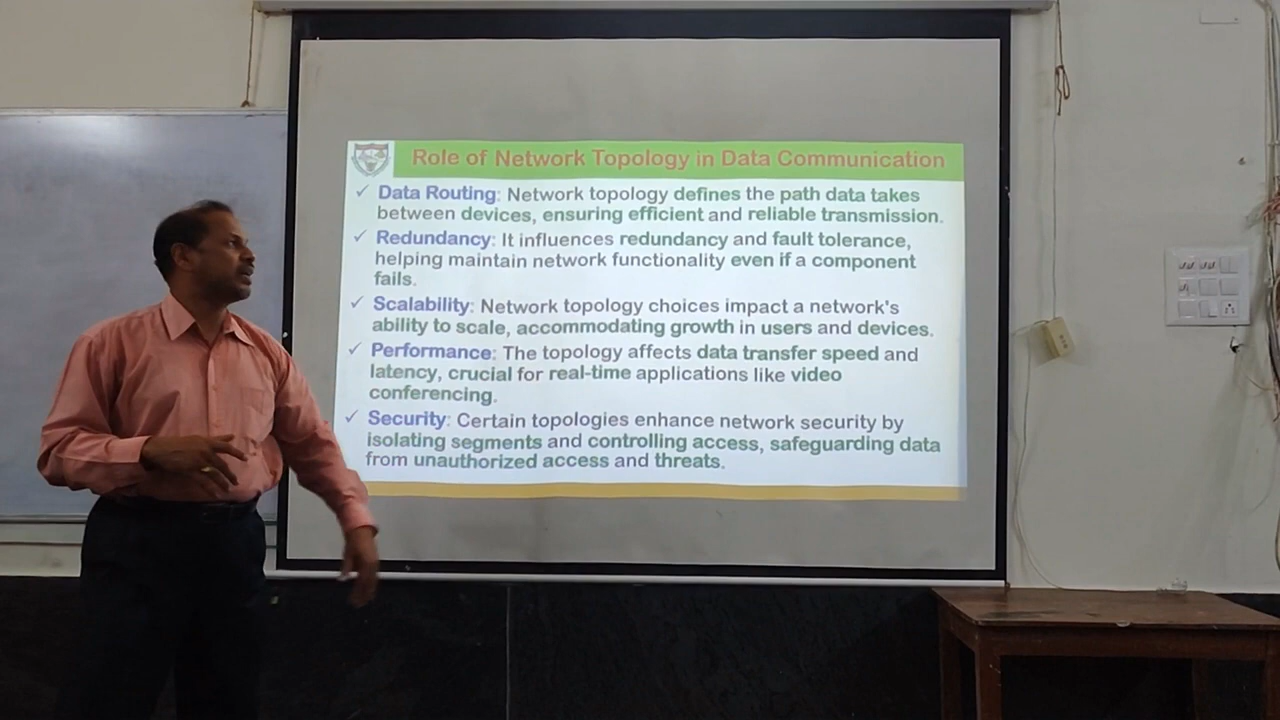 Role of Network Topology in Data Communication
✓ Data Routing: Network topology defines the path data takes
between devices, ensuring efficient and reliable transmission.
✓ Redundancy: It influences redundancy and fault tolerance,
helping maintain network functionality even if a component
fails.
✓ Scalability: Network topology choices impact a network's
ability to scale, accommodating growth in users and devices.
✓ Performance: The topology affects data transfer speed and
latency, crucial for real-time applications like video
conferencing.
✓ Security: Certain topologies enhance network security by
isolating segments and controlling access, safeguarding data
from unauthorized access and threats.